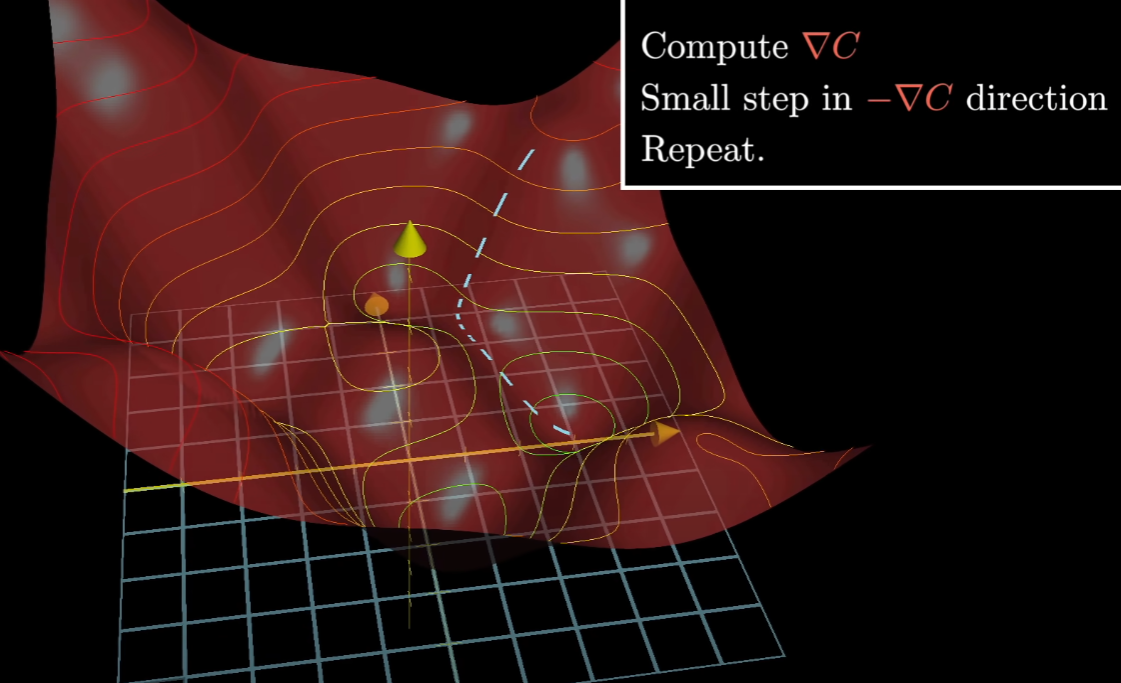 Compute ∇C
Small step in −∇C direction
Repeat.